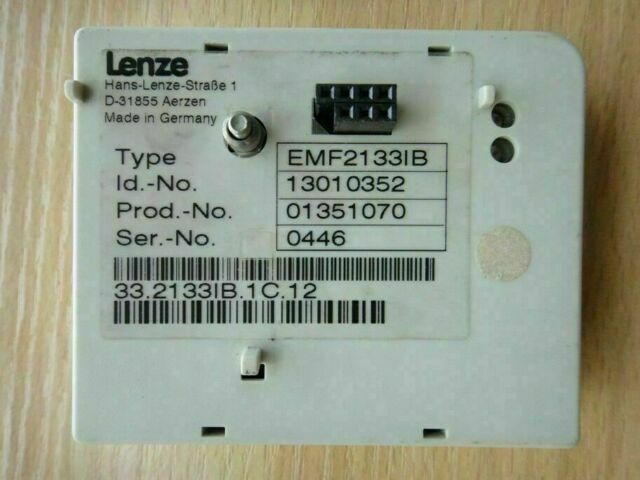 Lenze
Hans-Lenze-Straße 1
D-31855 Aerzen
Made in Germany
Type EMF2133IB
Id.-No. 13010352
Prod.-No. 01351070
Ser.-No. 0446
33.2133IB.1C.12